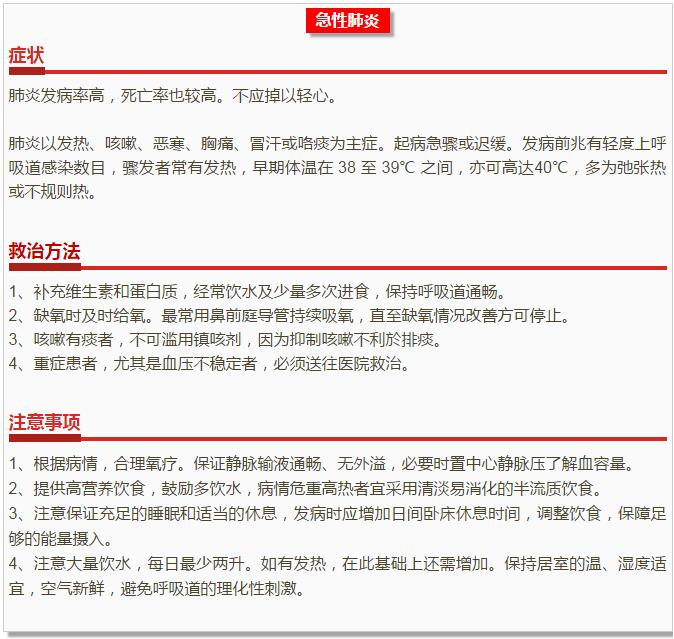 急性肺炎
症状
肺炎发病率高，死亡率也较高。不应掉以轻心。
肺炎以发热、咳嗽、恶寒、胸痛、冒汗或咯痰为主症。起病急骤或迟缓。发病前兆有轻度上呼
吸道感染数目，骤发者常有发热，早期体温在 38 至 39℃ 之间，亦可高达40℃，多为弛张热
或不规则热。
救治方法
1、补充维生素和蛋白质，经常饮水及少量多次进食，保持呼吸道通畅。
2、缺氧时及时给氧。最常用鼻前庭导管持续吸氧，直至缺氧情况改善方可停止。
3、咳嗽有痰者，不可滥用镇咳剂，因为抑制咳嗽不利於排痰。
4、重症患者，尤其是血压不稳定者，必须送往医院救治。
注意事项
1、根据病情，合理氧疗。保证静脉输液通畅、无外溢，必要时置中心静脉压了解血容量。
2、提供高营养饮食，鼓励多饮水，病情危重高热者宜采用清淡易消化的半流质饮食。
3、注意保证充足的睡眠和适当的休息，发病时应增加日间卧床休息时间，调整饮食，保障足
够的能量摄入。
4、注意大量饮水，每日最少两升。如有发热，在此基础上还需增加。保持居室的温、湿度适
宜，空气新鲜，避免呼吸道的理化性刺激。